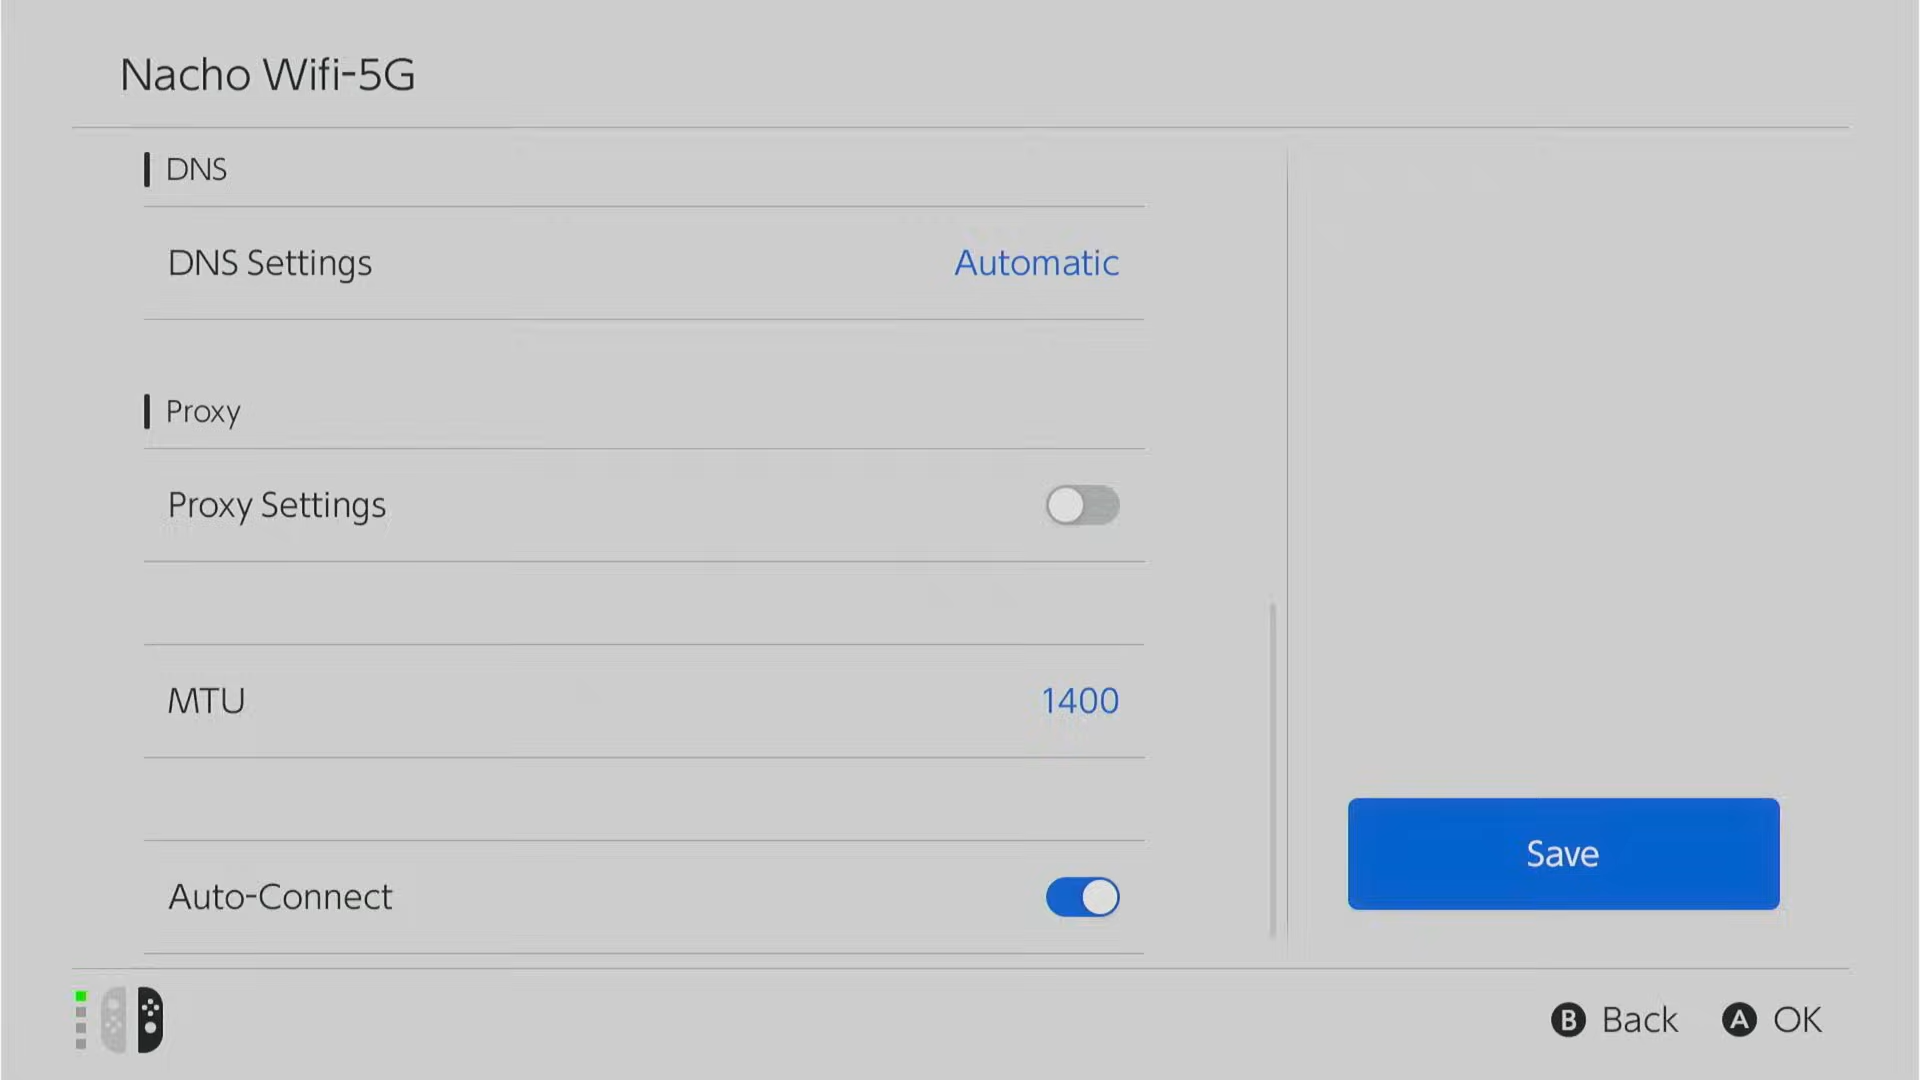 Nacho Wifi-5G
DNS
DNS Settings Automatic
Proxy
Proxy Settings
MTU 1400
Auto-Connect
Save
B Back A OK